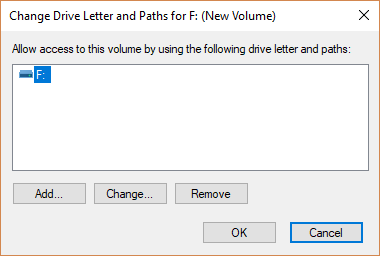 Change Drive Letter and Paths for F: (New Volume)
Allow access to this volume by using the following drive letter and paths:
F:
Add... Change... Remove
OK Cancel